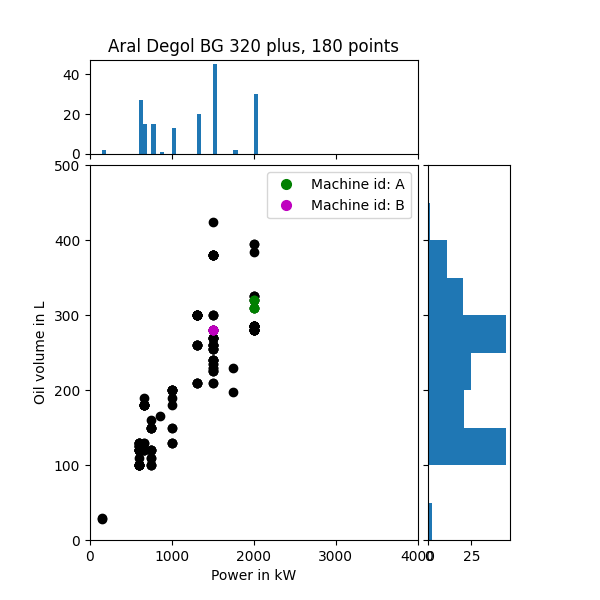 Aral Degol BG 320 plus, 180 points
40
20
0
500
400
300
200
100
0
Oil volume in L
Machine id: A
Machine id: B
0 1000 2000 3000 4000
0 25
Power in kW